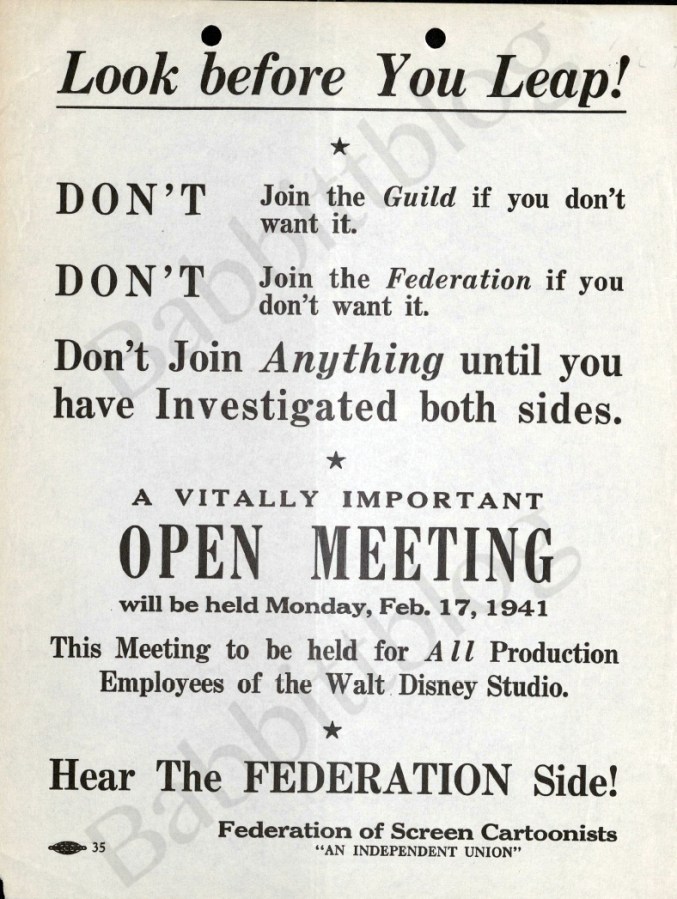 Look before You Leap!
DON'T Join the Guild if you don't
want it.
DON'T Join the Federation if you
don't want it.
Don't Join Anything until you
have Investigated both sides.
A VITALLY IMPORTANT
OPEN MEETING
will be held Monday, Feb. 17, 1941
This Meeting to be held for All Production
Employees of the Walt Disney Studio.
Hear The FEDERATION Side!
Federation of Screen Cartoonists
35 "AN INDEPENDENT UNION"
Babbittblog
Babbittblog